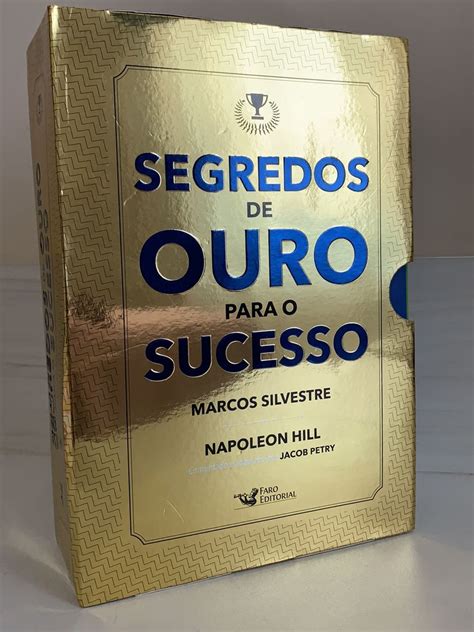 SEGREDOS
DE
OURO
PARA O
SUCESSO
MARCOS SILVESTRE
NAPOLEON HILL
JACOB PETRY
FARO
EDITORIAL